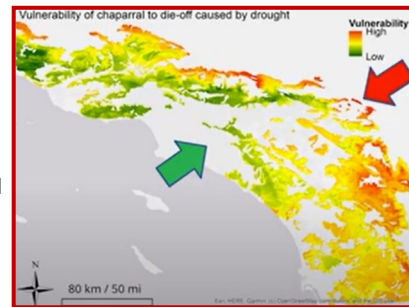 Vulnerability of chaparral to die-off caused by drought
Vulnerability
High
Low
N
80 km / 50 mi